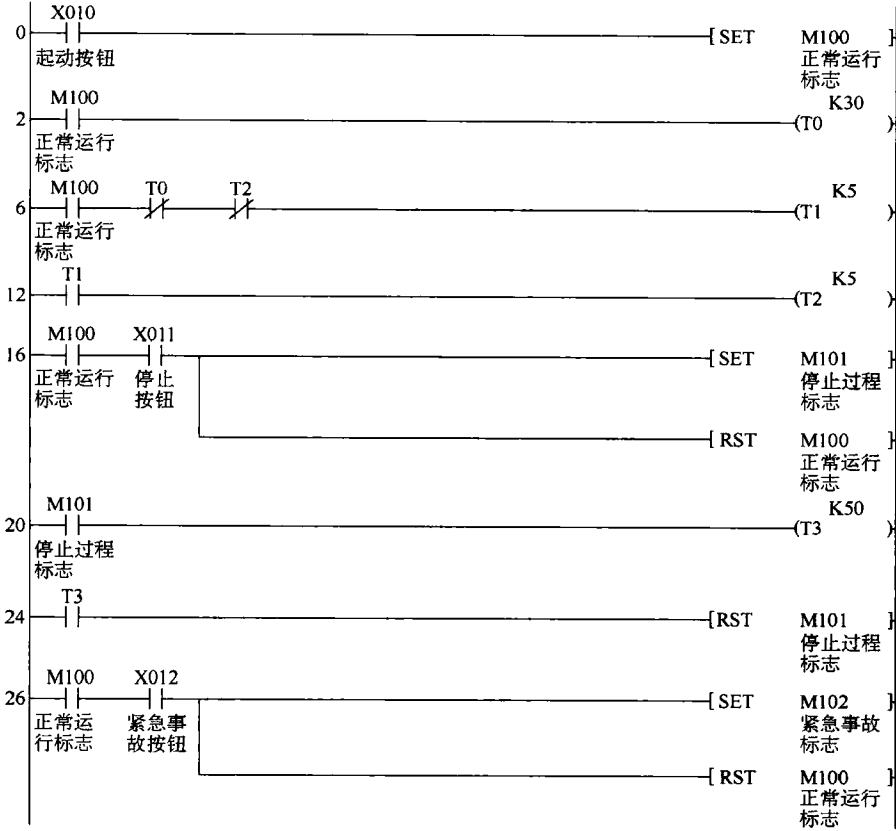 X010
0
[ SET M100 ]
起动按钮
正常运行
标志
M100
K30
2
(T0 )
正常运行
标志
M100 T0 T2
K5
6
(T1 )
正常运行
标志
T1
K5
12
(T2 )
M100 X011
16
[ SET M101 ]
正常运行 停止
停止过程
标志 按钮
标志
[ RST M100 ]
正常运行
标志
M101
K50
20
(T3 )
停止过程
标志
T3
24
[RST M101 ]
停止过程
标志
M100 X012
26
[ SET M102 ]
正常运 紧急事
紧急事故
行标志 故按钮
标志
[ RST M100 ]
正常运行
标志